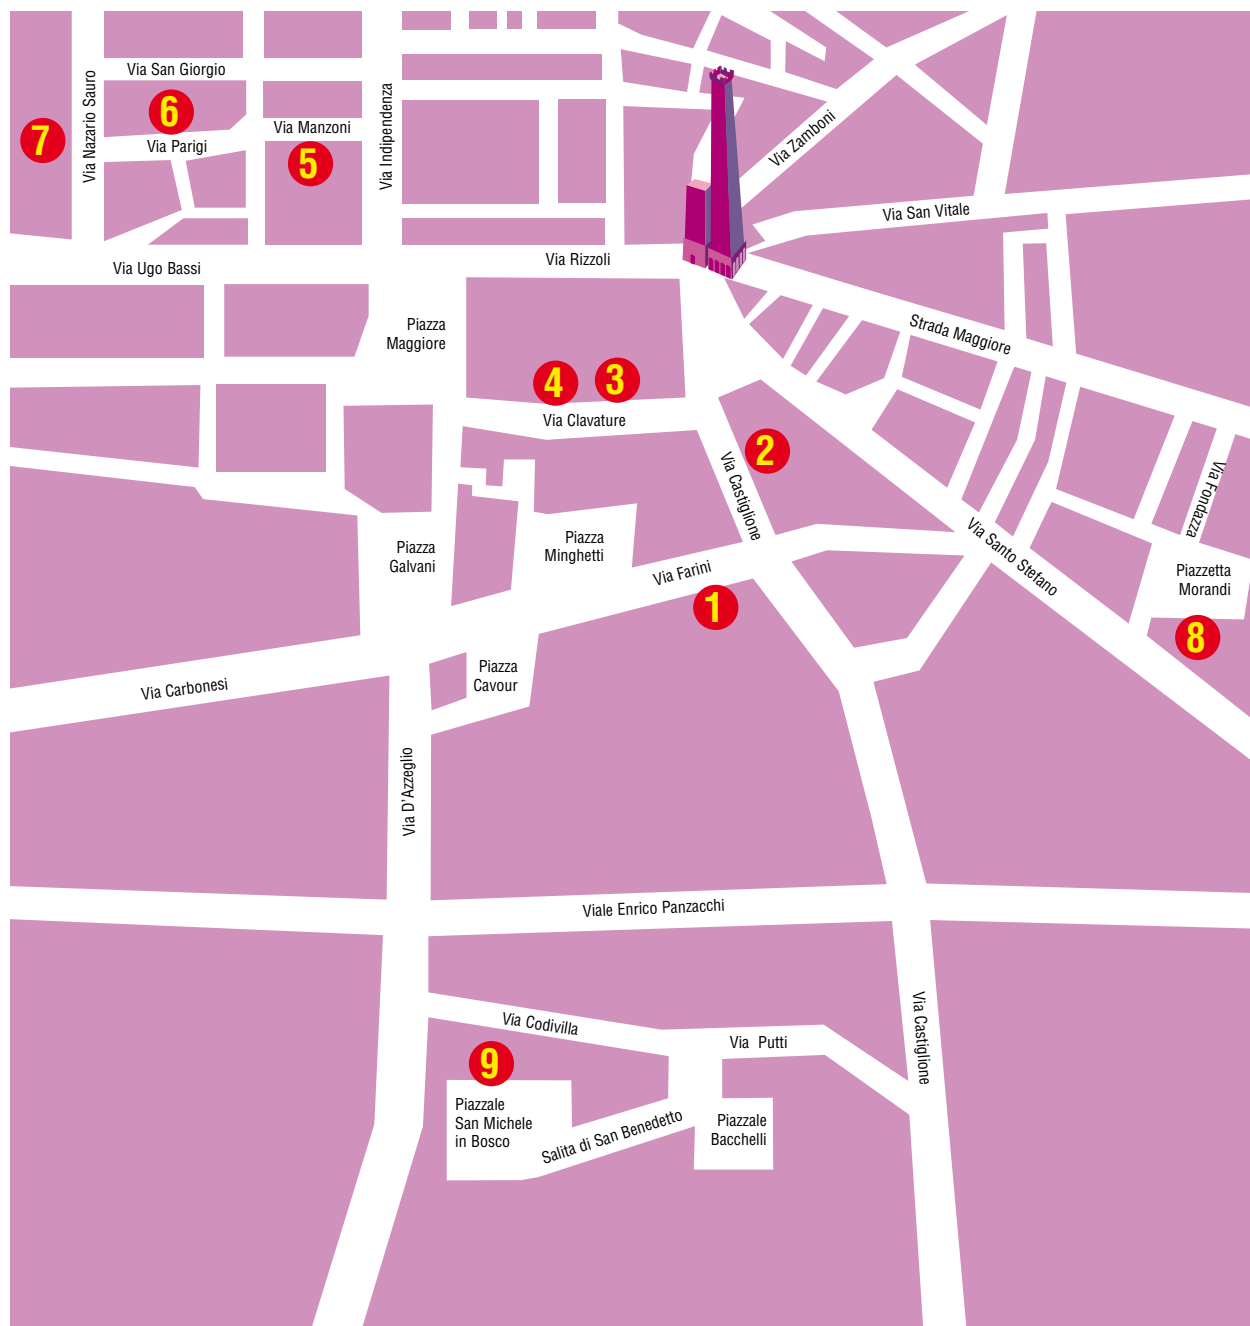 Via San Giorgio
Via Nazario Sauro
6
7
Via Parigi
Via Manzoni
5
Via Indipendenza
Via Zamboni
Via San Vitale
Via Ugo Bassi
Via Rizzoli
Piazza
Maggiore
Strada Maggiore
4
3
Via Clavature
2
Via Castiglione
Via Fondazza
Piazza
Galvani
Piazza
Minghetti
Via Farini
Via Santo Stefano
Piazzetta
Morandi
1
8
Piazza
Cavour
Via Carbonesi
Via D'Azeglio
Viale Enrico Panzacchi
Via Codivilla
Via Putti
Via Castiglione
9
Piazzale
San Michele
in Bosco
Salita di San Benedetto
Piazzale
Bacchelli